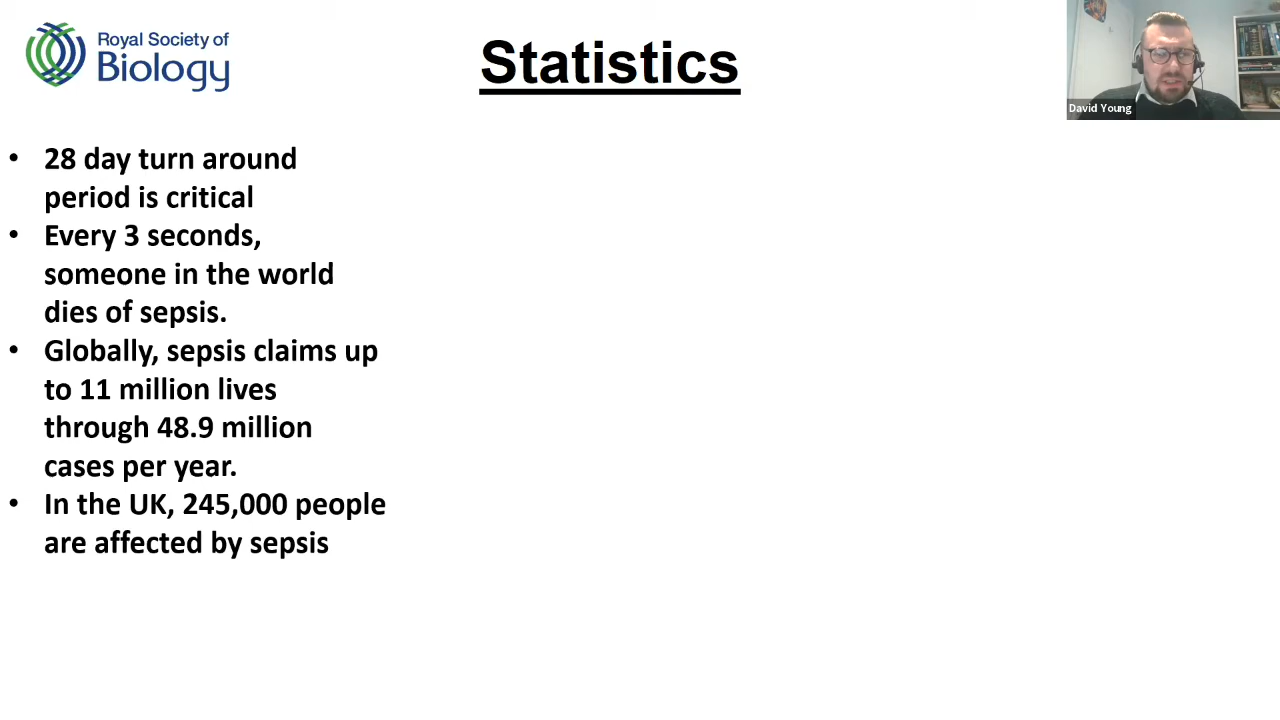 Royal Society of
Biology
Statistics
David Young
• 28 day turn around
period is critical
• Every 3 seconds,
someone in the world
dies of sepsis.
• Globally, sepsis claims up
to 11 million lives
through 48.9 million
cases per year.
• In the UK, 245,000 people
are affected by sepsis